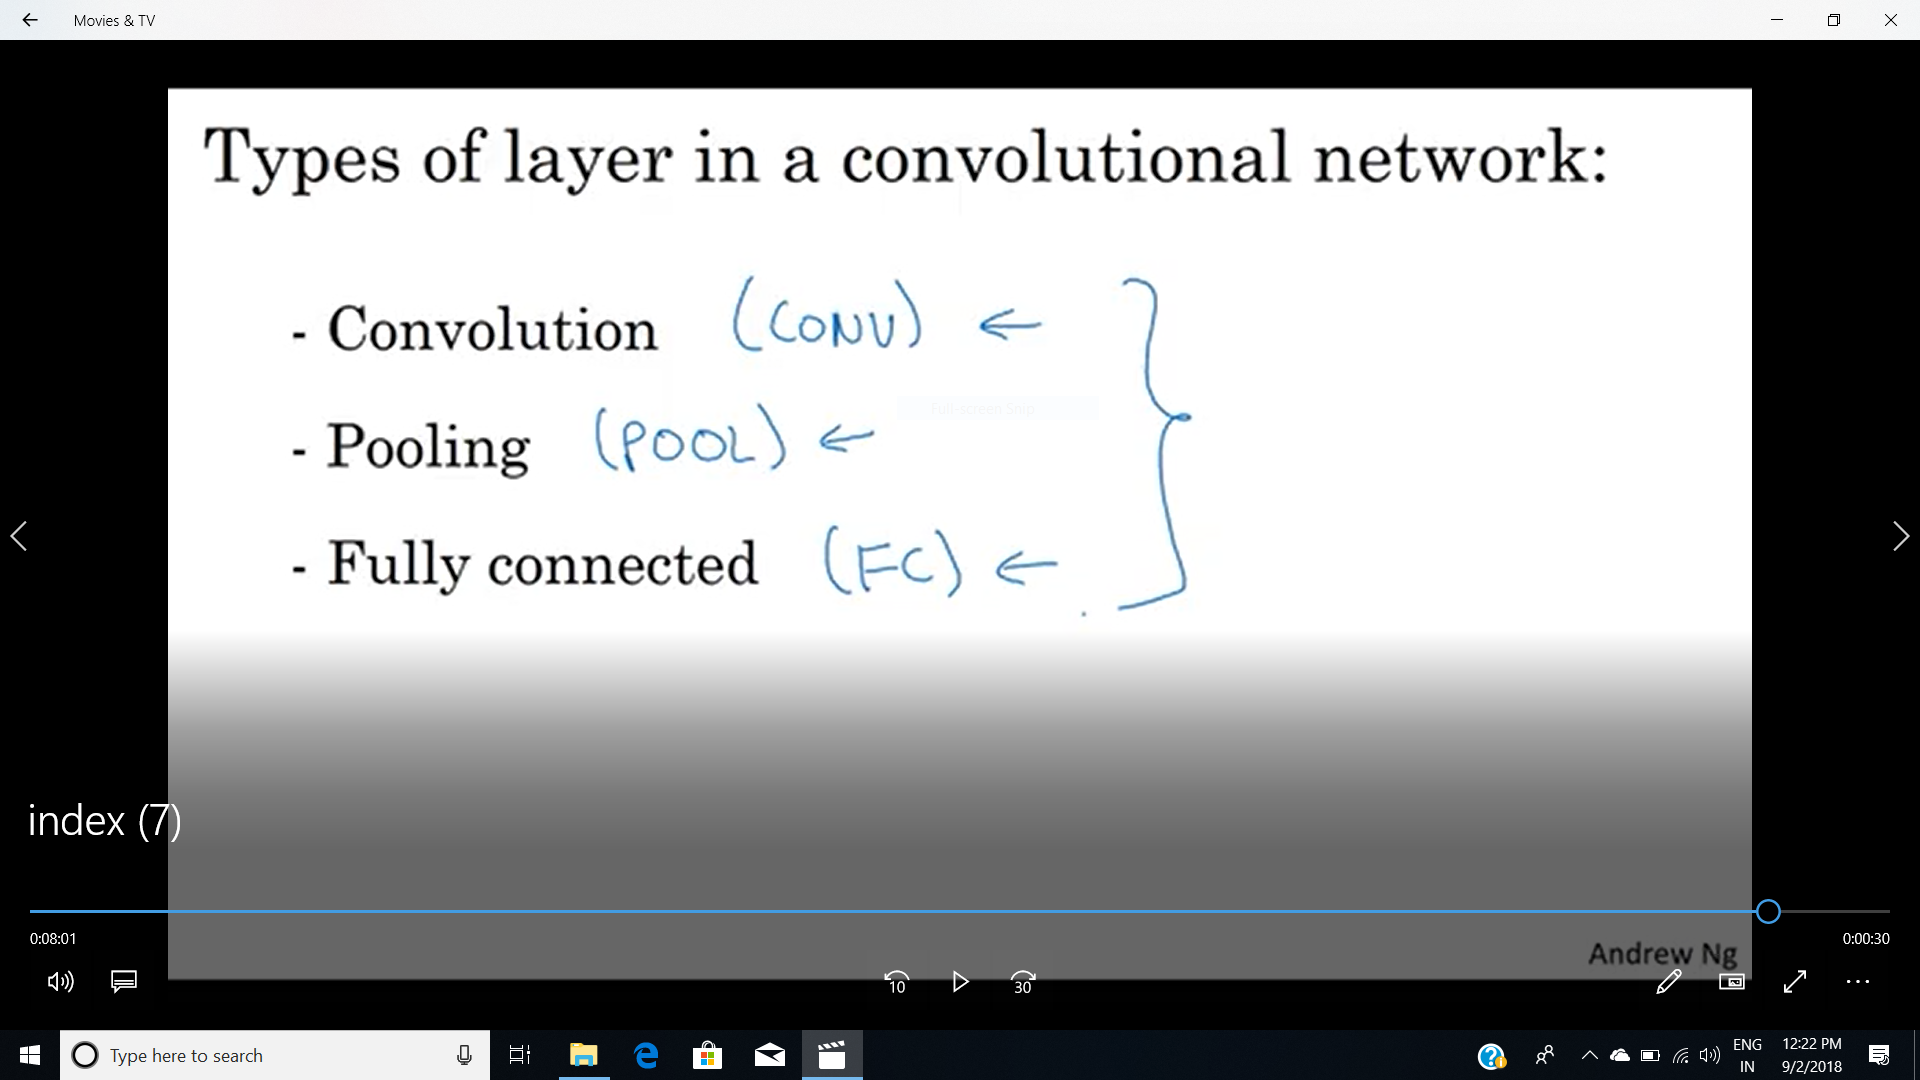 Movies & TV
Types of layer in a convolutional network:
- Convolution (CONV) ←
- Pooling (POOL) ←
- Fully connected (FC) ←
Full-screen Snip
index (7)
0:08:01
0:00:30
Andrew Ng
10
30
Type here to search
ENG
IN
12:22 PM
9/2/2018